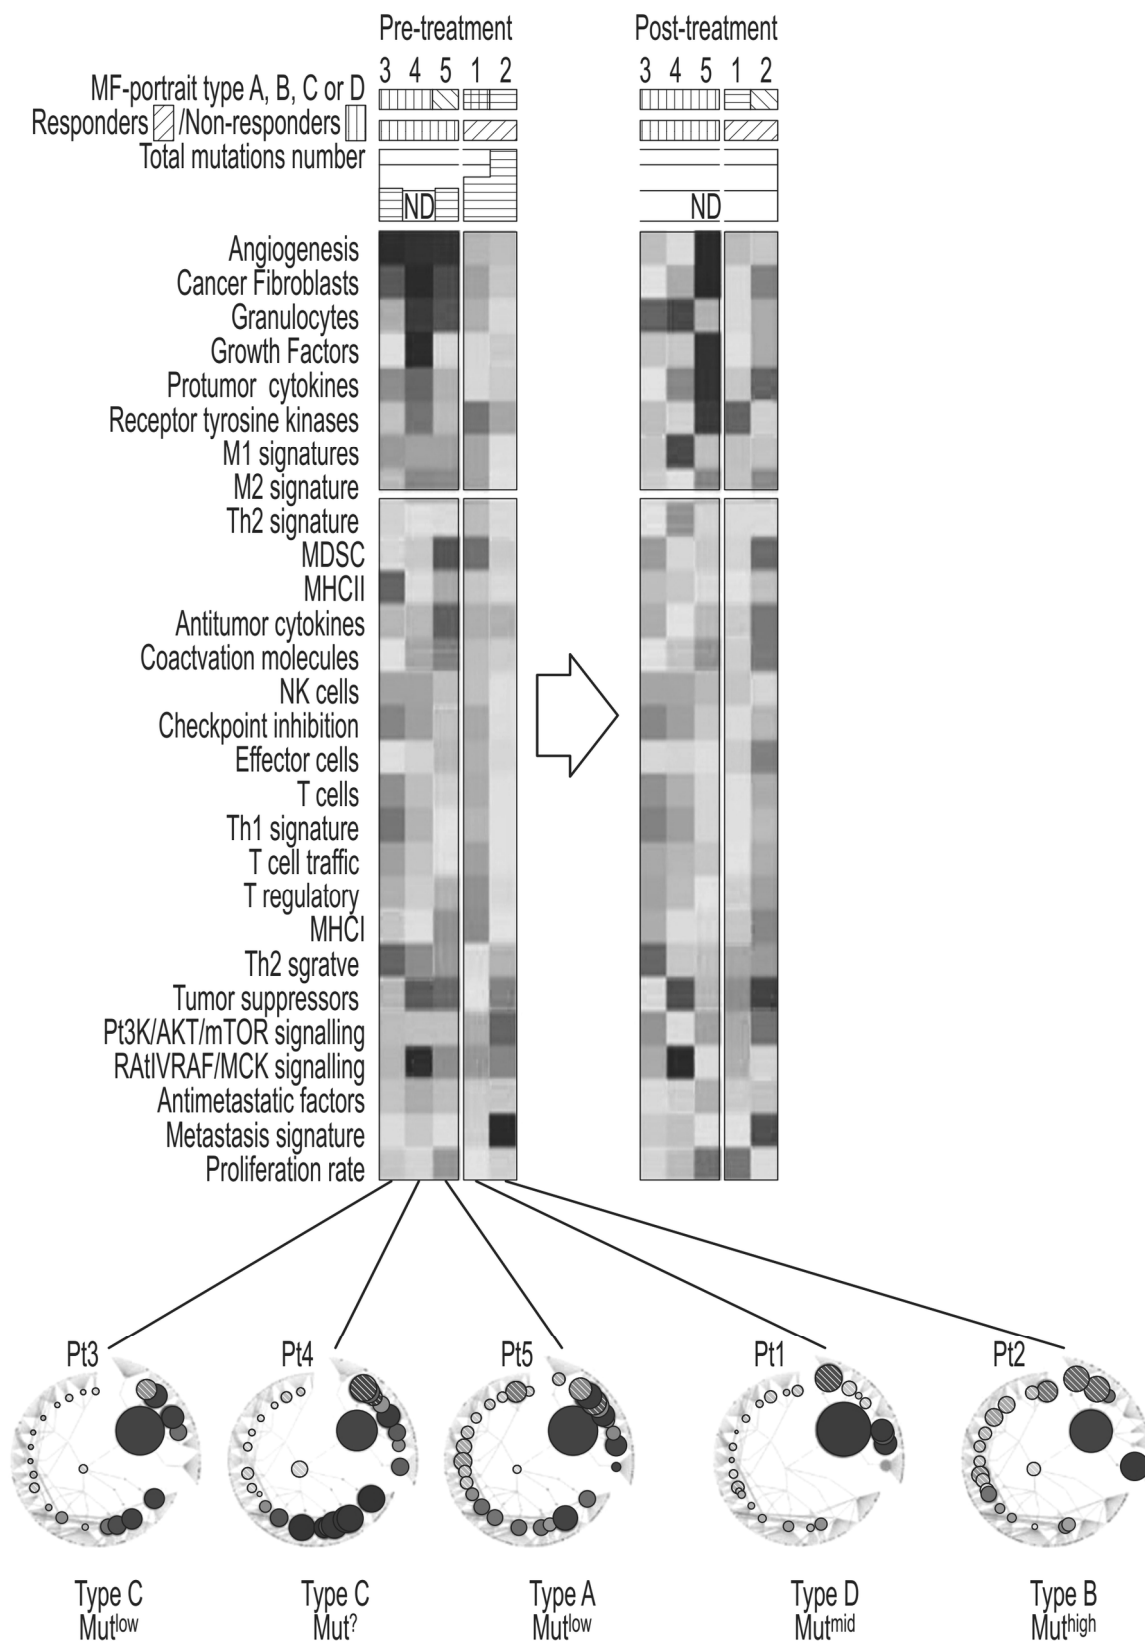 Pre-treatment Post-treatment
3 4 5 1 2 3 4 5 1 2
MF-portrait type A, B, C or D
Responders /Non-responders
Total mutations number
ND ND
Angiogenesis
Cancer Fibroblasts
Granulocytes
Growth Factors
Protumor cytokines
Receptor tyrosine kinases
M1 signatures
M2 signature
Th2 signature
MDSC
MHCII
Antitumor cytokines
Coactvation molecules
NK cells
Checkpoint inhibition
Effector cells
T cells
Th1 signature
T cell traffic
T regulatory
MHCI
Th2 sgratve
Tumor suppressors
Pt3K/AKT/mTOR signalling
RAtIVRAF/MCK signalling
Antimetastatic factors
Metastasis signature
Proliferation rate
Pt3 Pt4 Pt5 Pt1 Pt2
Type C Type C Type A Type D Type B
Mutlow Mut? Mutlow Mutmid Muthigh